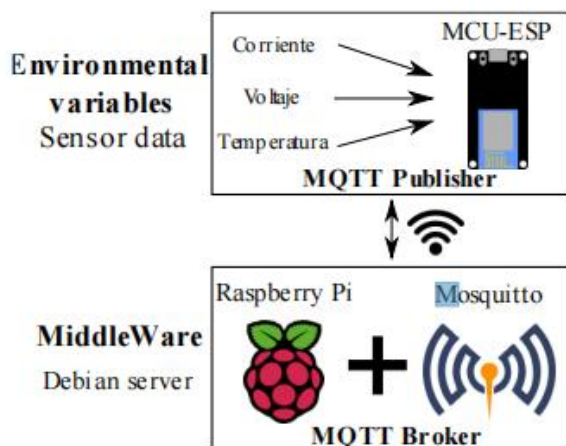 Environmental
variables
Sensor data
Corriente
Voltaje
Temperatura
MCU-ESP
MQTT Publisher
MiddleWare
Debian server
Raspberry Pi
Mosquitto
MQTT Broker